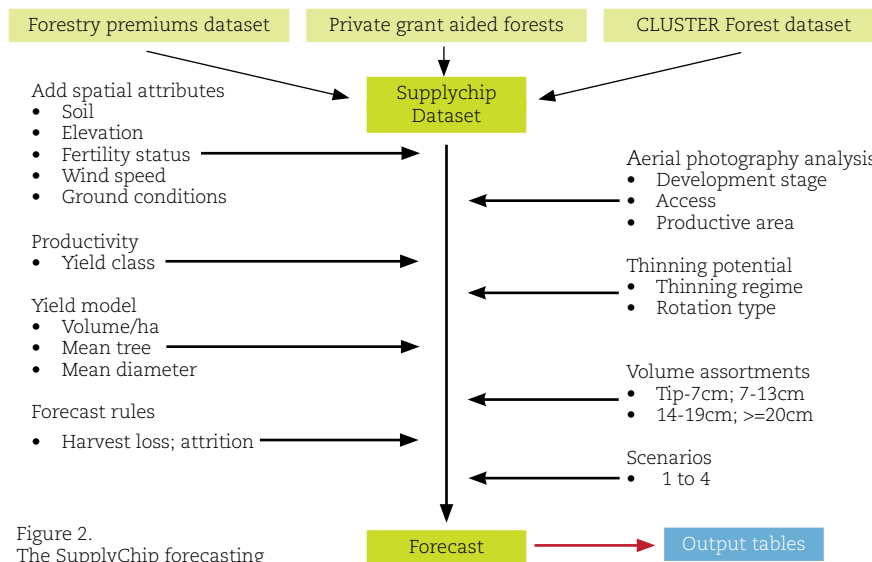 Forestry premiums dataset
Private grant aided forests
CLUSTER Forest dataset
Supplychip
Dataset
Add spatial attributes
• Soil
• Elevation
• Fertility status
• Wind speed
• Ground conditions
Aerial photography analysis
• Development stage
• Access
• Productive area
Productivity
• Yield class
Thinning potential
• Thinning regime
• Rotation type
Yield model
• Volume/ha
• Mean tree
• Mean diameter
Volume assortments
• Tip-7cm; 7-13cm
• 14-19cm; >=20cm
Forecast rules
• Harvest loss; attrition
Scenarios
• 1 to 4
Figure 2.
The SupplyChip forecasting
Forecast
Output tables